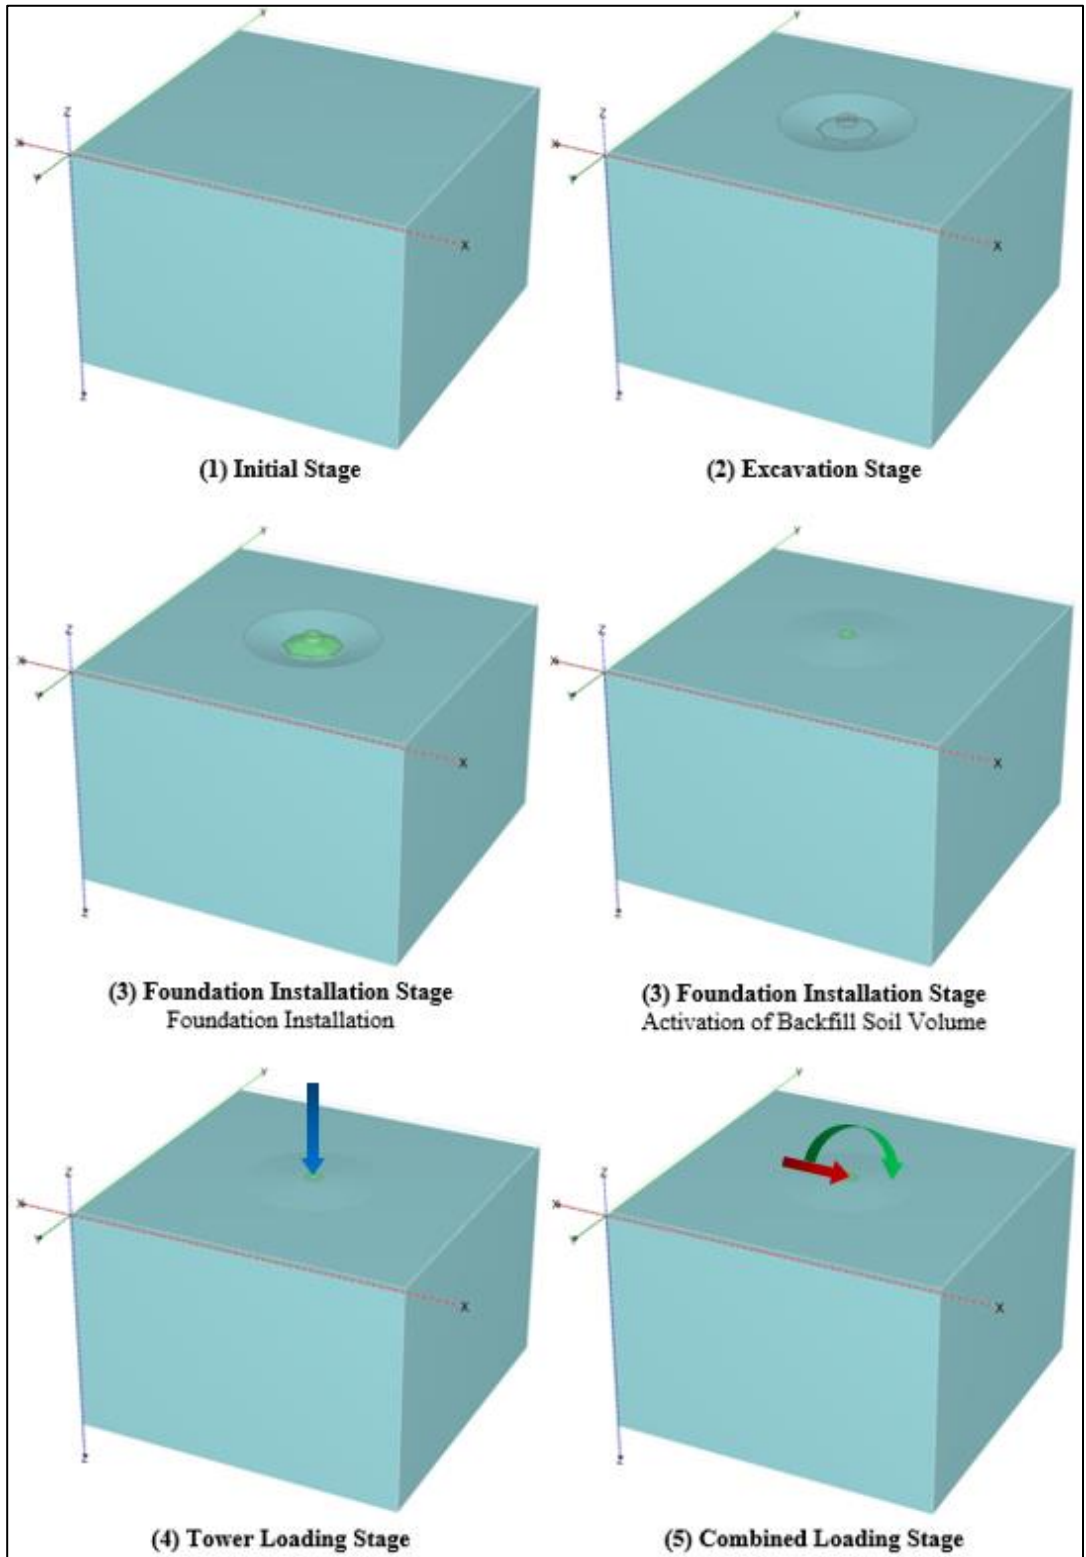 Y
Z
X
Y
X
Z
(1) Initial Stage
Y
Z
X
Y
X
Z
(2) Excavation Stage
Y
Z
X
Y
X
Z
(3) Foundation Installation Stage
Foundation Installation
Y
Z
X
Y
X
Z
(3) Foundation Installation Stage
Activation of Backfill Soil Volume
Y
Z
X
Y
X
Z
(4) Tower Loading Stage
Y
Z
X
Y
X
Z
(5) Combined Loading Stage